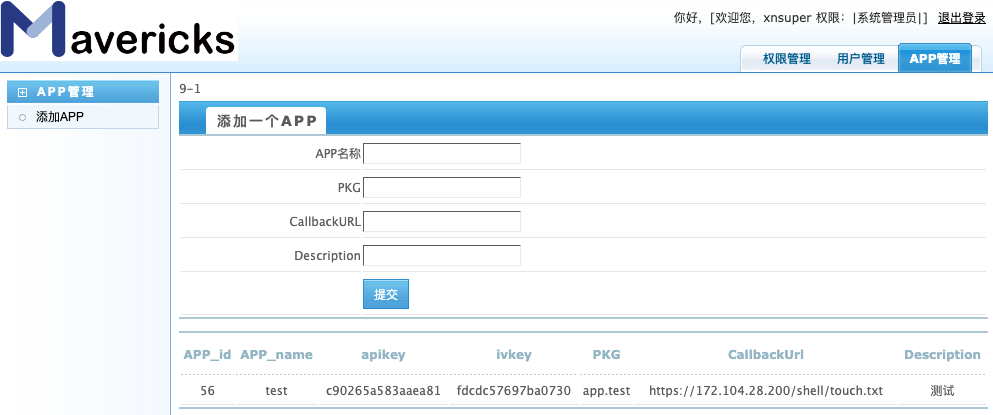 Mavericks
你好，[欢迎您，xnsuper 权限：|系统管理员|] 退出登录
权限管理 用户管理 APP管理
APP管理
添加APP
9-1
添加一个APP
APP名称
PKG
CallbackURL
Description
提交
APP_id APP_name apikey ivkey PKG CallbackUrl Description
56 test c90265a583aaea81 fdcdc57697ba0730 app.test https://172.104.28.200/shell/touch.txt 测试